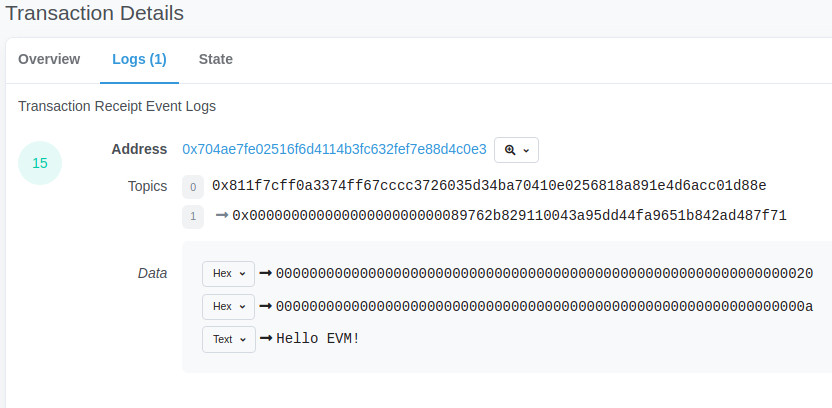 Transaction Details
Overview Logs (1) State
Transaction Receipt Event Logs
15
Address 0x704ae7fe02516f6d4114b3fc632fef7e88d4c0e3
Topics 0 0x811f7cff0a3374ff67cccc3726035d34ba70410e0256818a891e4d6acc01d88e
1 → 0x00000000000000000000000089762b829110043a95dd44fa9651b842ad487f71
Data Hex → 0000000000000000000000000000000000000000000000000000000000000020
Hex → 000000000000000000000000000000000000000000000000000000000000000a
Text → Hello EVM!